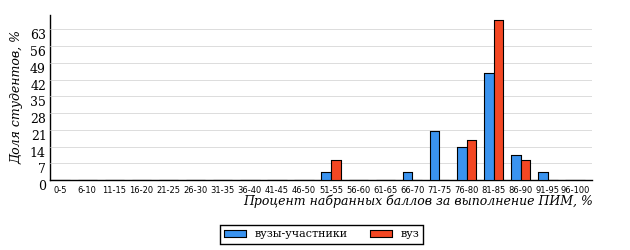 Доля студентов, %
63
56
49
42
35
28
21
14
7
0
0-5 6-10 11-15 16-20 21-25 26-30 31-35 36-40 41-45 46-50 51-55 56-60 61-65 66-70 71-75 76-80 81-85 86-90 91-95 96-100
Процент набранных баллов за выполнение ПИМ, %
вузы-участники вуз